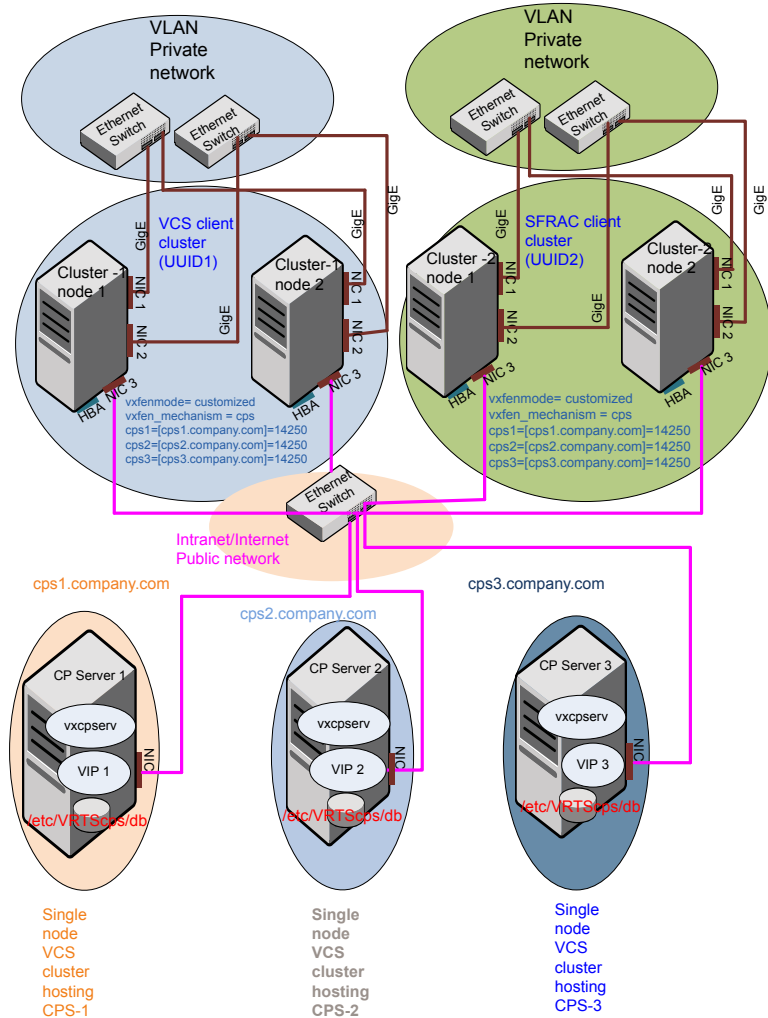 VLAN
Private
network
VLAN
Private
network
Ethernet
Switch
Ethernet
Switch
Ethernet
Switch
Ethernet
Switch
GigE
GigE
GigE
GigE
VCS client
cluster
(UUID1)
SFRAC client
cluster
(UUID2)
GigE
GigE
Cluster -1
node 1
NIC 1
NIC 2
NIC 3
HBA
Cluster-1
node 2
NIC 1
NIC 2
NIC 3
HBA
Cluster -2
node 1
NIC 1
NIC 2
NIC 3
HBA
Cluster-2
node 2
NIC 1
NIC 2
NIC 3
HBA
GigE
GigE
vxfenmode= customized
vxfen_mechanism = cps
cps1=[cps1.company.com]=14250
cps2=[cps2.company.com]=14250
cps3=[cps3.company.com]=14250
vxfenmode= customized
vxfen_mechanism = cps
cps1=[cps1.company.com]=14250
cps2=[cps2.company.com]=14250
cps3=[cps3.company.com]=14250
Ethernet
Switch
Intranet/Internet
Public network
cps1.company.com
cps2.company.com
cps3.company.com
CP Server 1
vxcpserv
VIP 1
NIC
/etc/VRTScps/db
CP Server 2
vxcpserv
VIP 2
NIC
/etc/VRTScps/db
CP Server 3
vxcpserv
VIP 3
NIC
/etc/VRTScps/db
Single
node
VCS
cluster
hosting
CPS-1
Single
node
VCS
cluster
hosting
CPS-2
Single
node
VCS
cluster
hosting
CPS-3